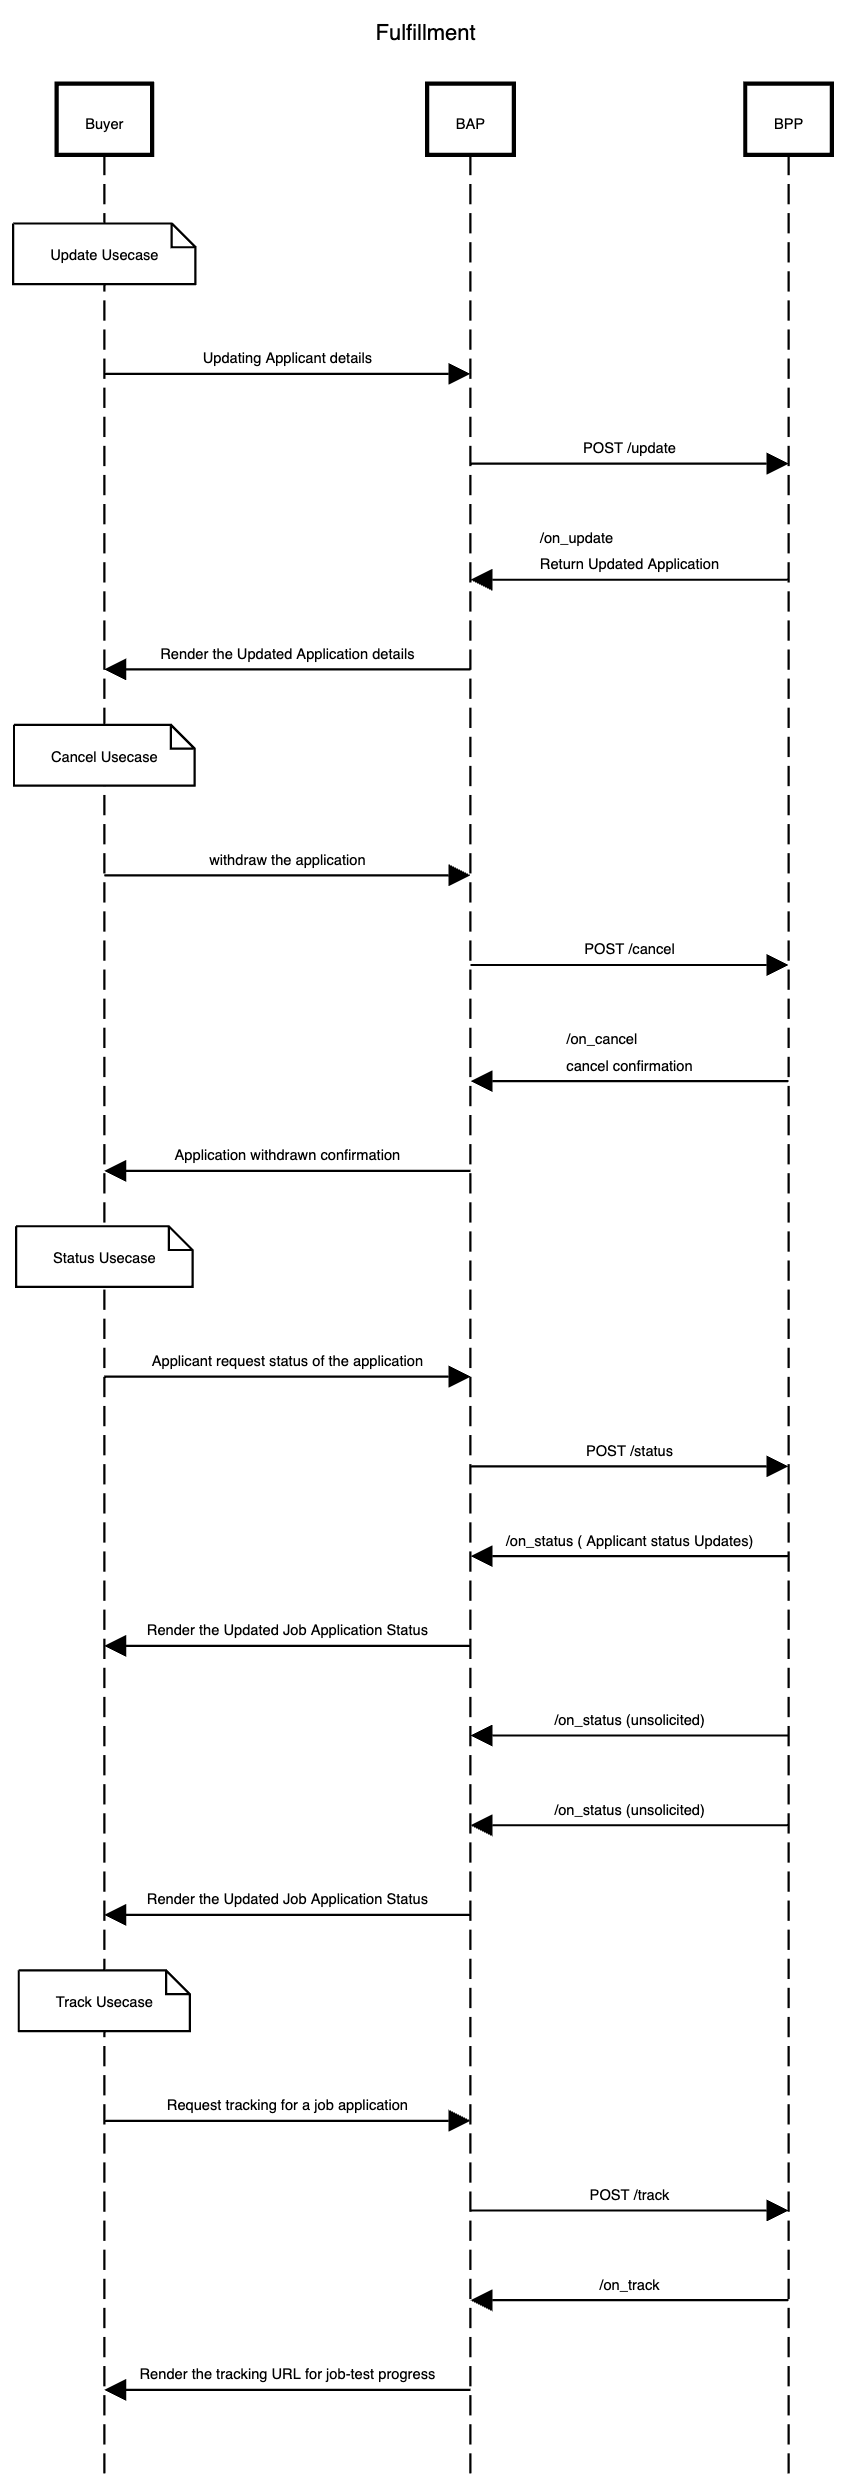 Fulfillment
Buyer
BAP
BPP
Update Usecase
Updating Applicant details
POST /update
/on_update
Return Updated Application
Render the Updated Application details
Cancel Usecase
withdraw the application
POST /cancel
/on_cancel
cancel confirmation
Application withdrawn confirmation
Status Usecase
Applicant request status of the application
POST /status
/on_status ( Applicant status Updates)
Render the Updated Job Application Status
/on_status (unsolicited)
/on_status (unsolicited)
Render the Updated Job Application Status
Track Usecase
Request tracking for a job application
POST /track
/on_track
Render the tracking URL for job-test progress